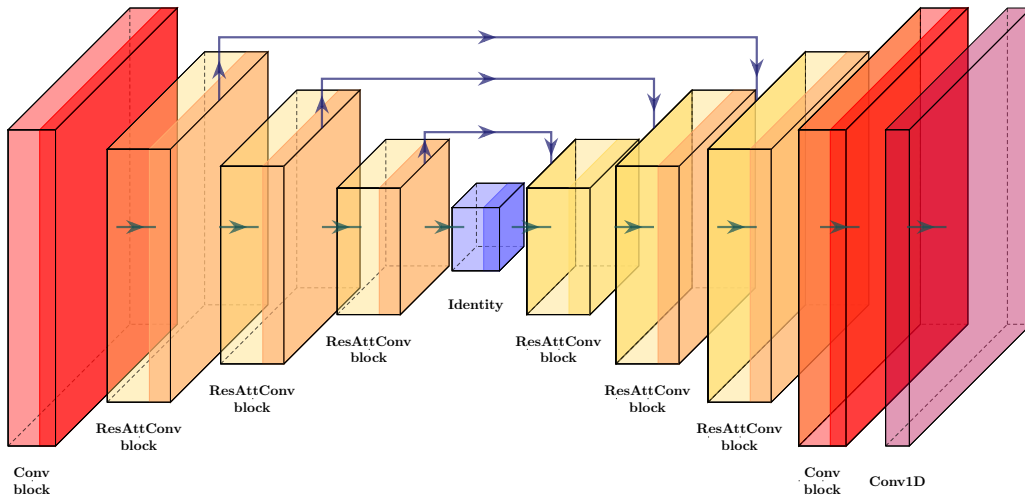 Conv
block
ResAttConv
block
ResAttConv
block
ResAttConv
block
Identity
ResAttConv
block
ResAttConv
block
ResAttConv
block
Conv
block
Conv1D